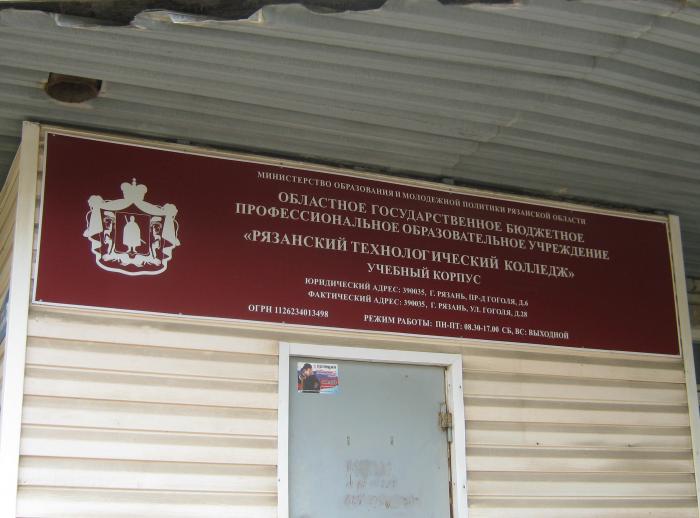 МИНИСТЕРСТВО ОБРАЗОВАНИЯ И МОЛОДЕЖНОЙ ПОЛИТИКИ РЯЗАНСКОЙ ОБЛАСТИ
ОБЛАСТНОЕ ГОСУДАРСТВЕННОЕ БЮДЖЕТНОЕ
ПРОФЕССИОНАЛЬНОЕ ОБРАЗОВАТЕЛЬНОЕ УЧРЕЖДЕНИЕ
«РЯЗАНСКИЙ ТЕХНОЛОГИЧЕСКИЙ КОЛЛЕДЖ»
УЧЕБНЫЙ КОРПУС
ЮРИДИЧЕСКИЙ АДРЕС: 390035, Г. РЯЗАНЬ, ПР-Д ГОГОЛЯ, Д.6
ФАКТИЧЕСКИЙ АДРЕС: 390035, Г. РЯЗАНЬ, УЛ. ГОГОЛЯ, Д.28
ОГРН 1126234013498
РЕЖИМ РАБОТЫ: ПН-ПТ: 08.30-17.00 СБ, ВС: ВЫХОДНОЙ